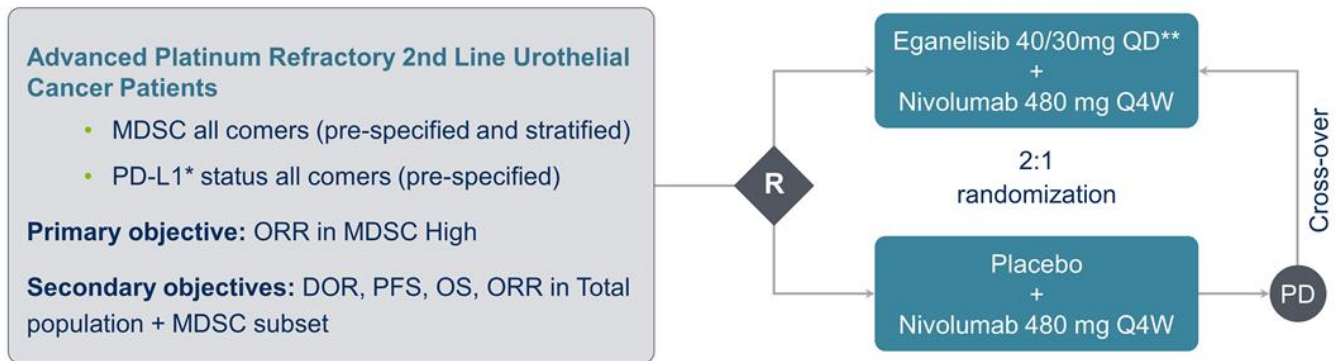 Advanced Platinum Refractory 2nd Line Urothelial
Cancer Patients
• MDSC all comers (pre-specified and stratified)
• PD-L1* status all comers (pre-specified)
Primary objective: ORR in MDSC High
Secondary objectives: DOR, PFS, OS, ORR in Total
population + MDSC subset
R
Eganelisib 40/30mg QD**
+
Nivolumab 480 mg Q4W
2:1
randomization
Placebo
+
Nivolumab 480 mg Q4W
PD
Cross-over